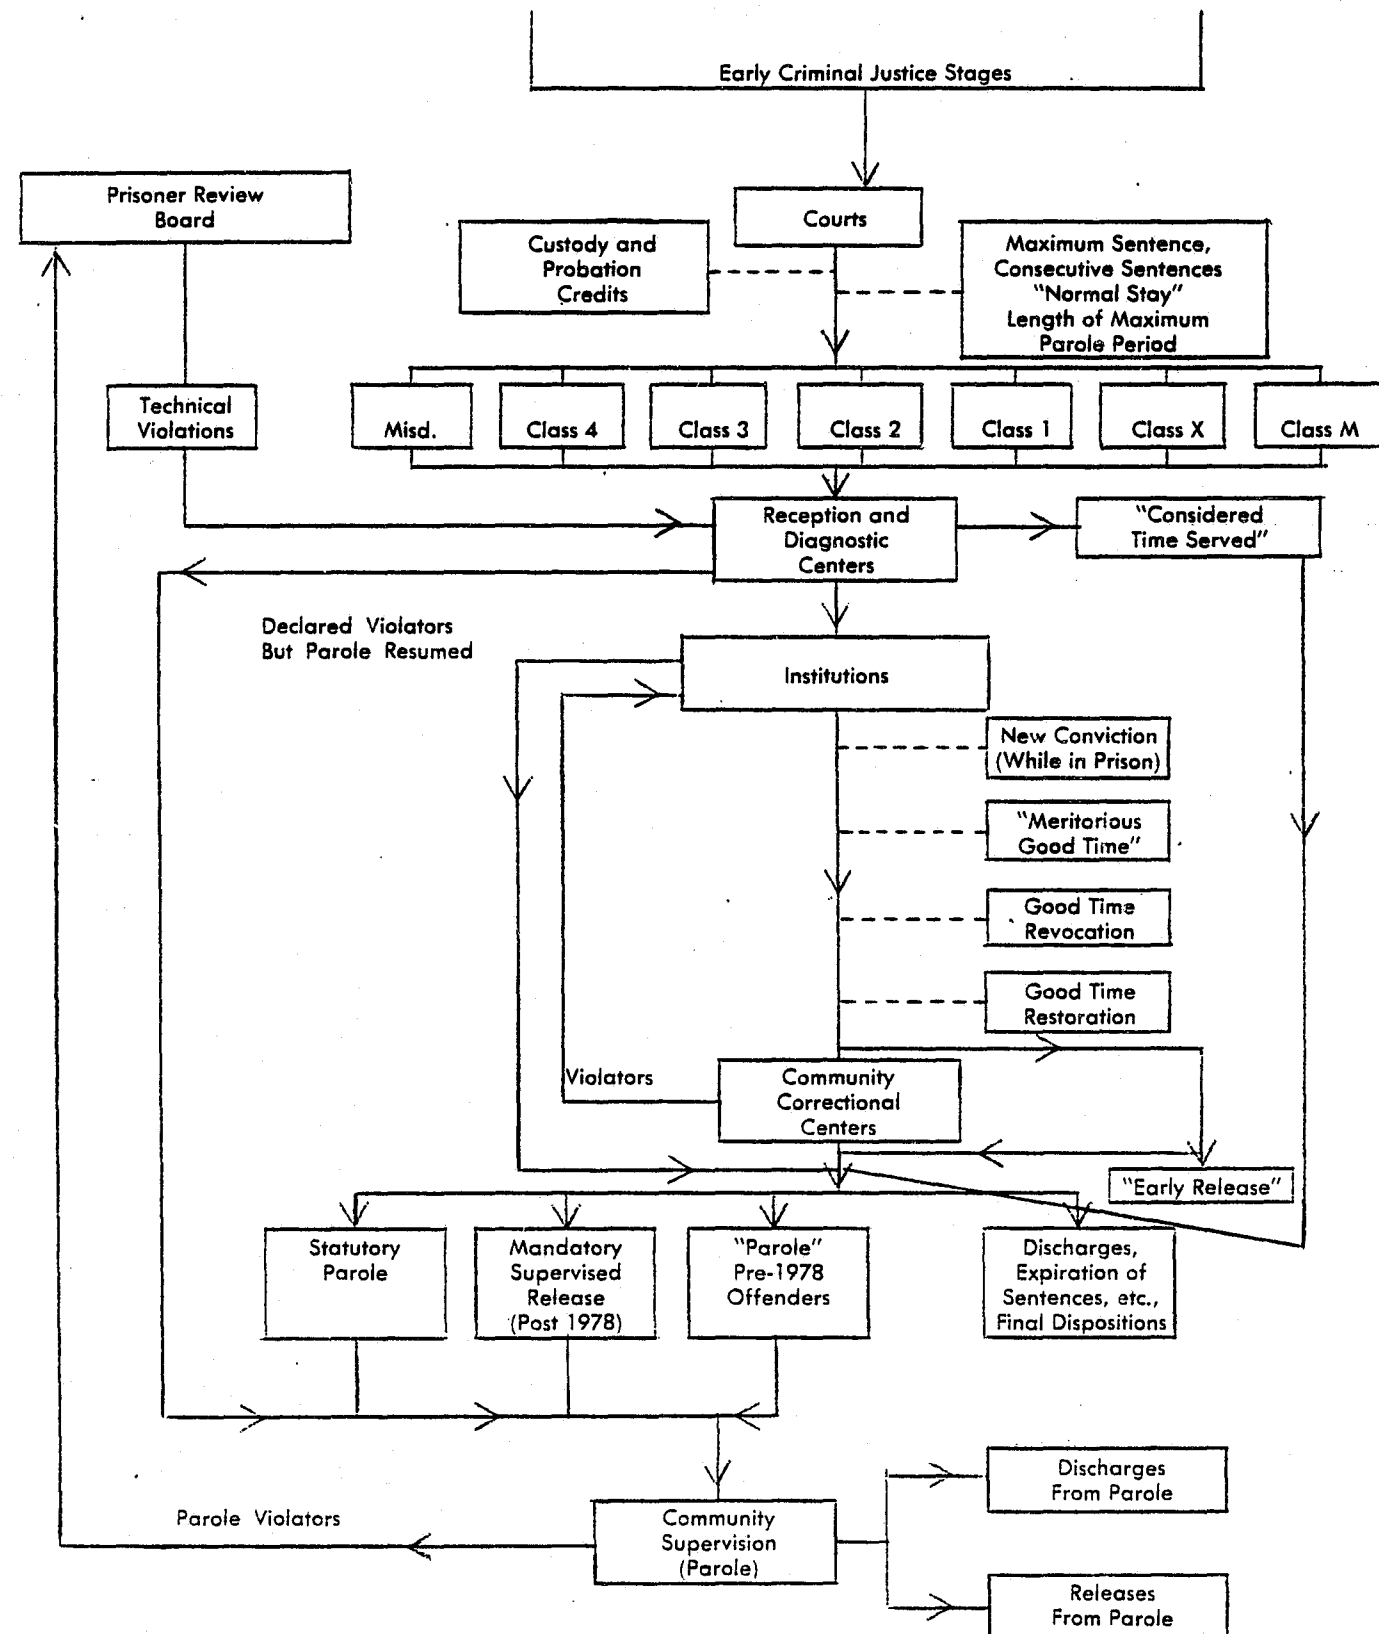 Early Criminal Justice Stages
Prisoner Review
Board
Courts
Custody and
Probation
Credits
Maximum Sentence,
Consecutive Sentences
"Normal Stay"
Length of Maximum
Parole Period
Technical
Violations
Misd.
Class 4
Class 3
Class 2
Class 1
Class X
Class M
Reception and
Diagnostic
Centers
"Considered
Time Served"
Declared Violators
But Parole Resumed
Institutions
New Conviction
(While in Prison)
"Meritorious
Good Time"
Good Time
Revocation
Good Time
Restoration
Violators
Community
Correctional
Centers
"Early Release"
Statutory
Parole
Mandatory
Supervised
Release
(Post 1978)
"Parole"
Pre-1978
Offenders
Discharges,
Expiration of
Sentences, etc.,
Final Dispositions
Parole Violators
Community
Supervision
(Parole)
Discharges
From Parole
Releases
From Parole